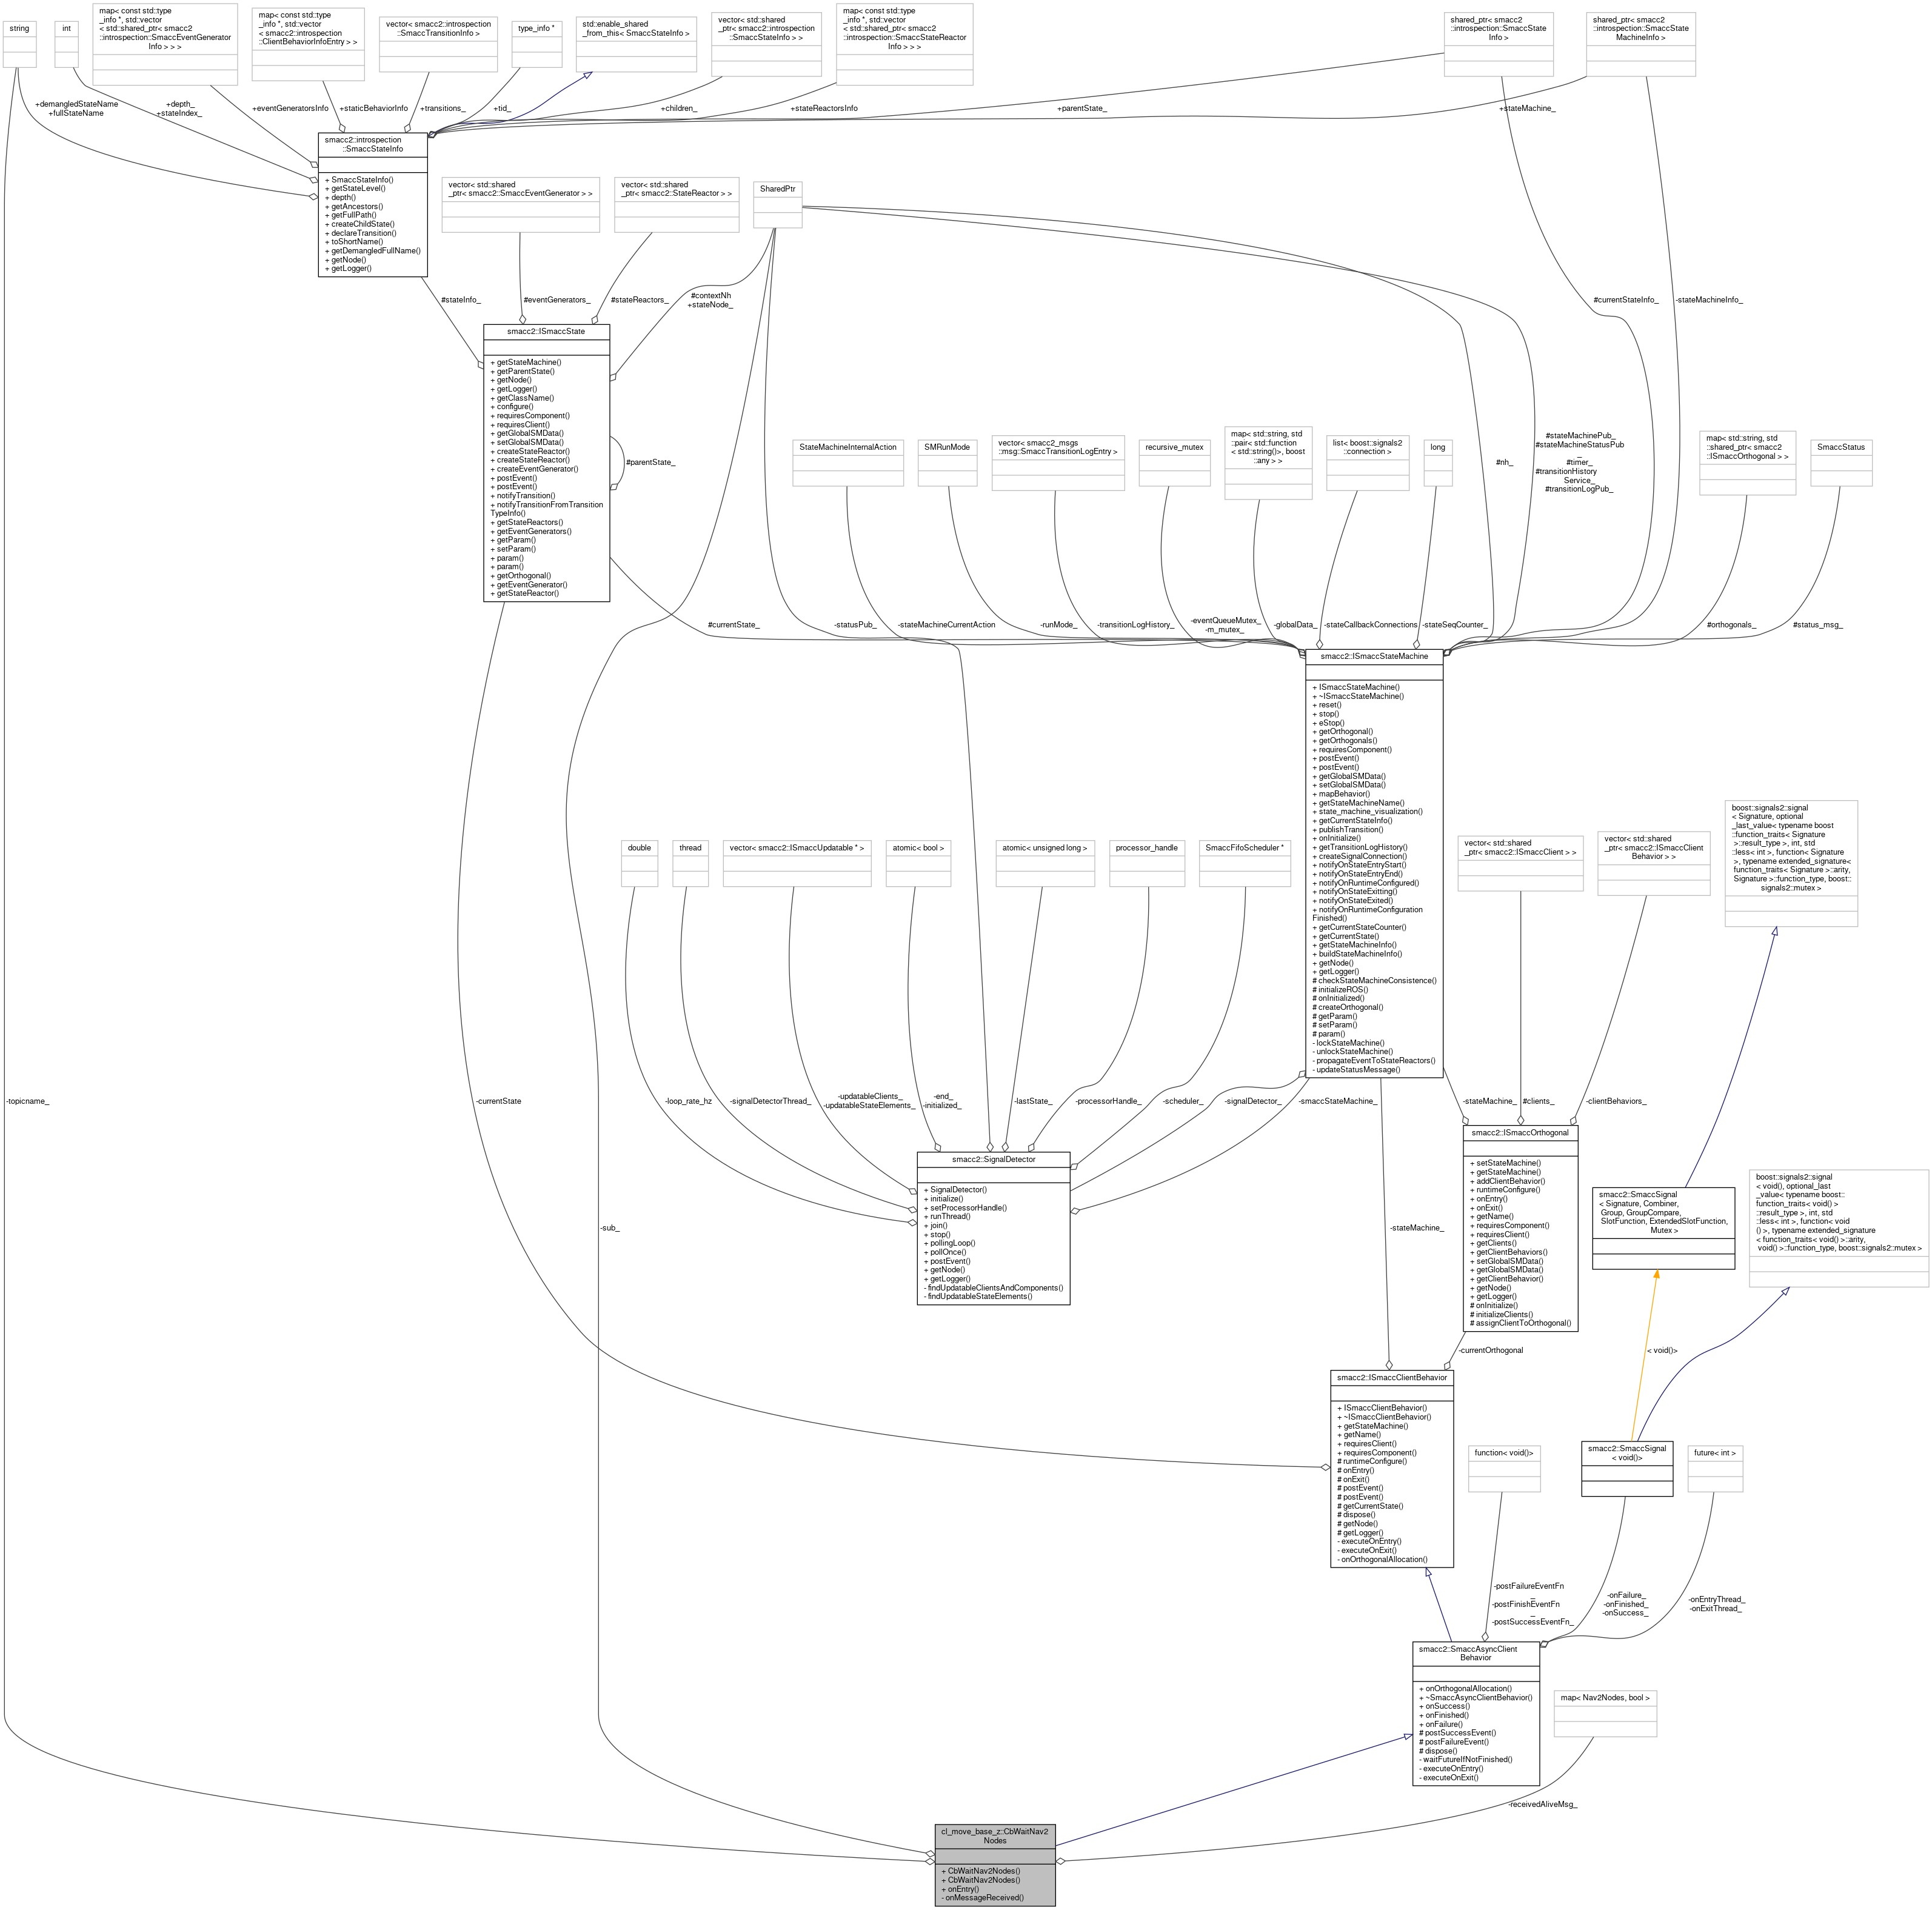 string
int
map< const std::type
_info *, std::vector
< std::shared_ptr< smacc2
::introspection::SmaccEventGenerator
Info > > >
map< const std::type
_info *, std::vector
< smacc2::introspection
::ClientBehaviorInfoEntry > >
vector< smacc2::introspection
::SmaccTransitionInfo >
type_info *
std::enable_shared
_from_this< SmaccStateInfo >
vector< std::shared
_ptr< smacc2::introspection
::SmaccStateInfo > >
map< const std::type
_info *, std::vector
< std::shared_ptr< smacc2
::introspection::SmaccStateReactor
Info > > >
shared_ptr< smacc2
::introspection::SmaccState
Info >
shared_ptr< smacc2
::introspection::SmaccState
MachineInfo >
+demangledStateName
+fullStateName
+depth_
+stateIndex_
+eventGeneratorsInfo
+staticBehaviorInfo
+transitions_
+tid_
+children_
+stateReactorsInfo
+parentState_
+stateMachine_
smacc2::introspection
::SmaccStateInfo
+ SmaccStateInfo()
+ getStateLevel()
+ depth()
+ getAncestors()
+ getFullPath()
+ createChildState()
+ declareTransition()
+ toShortName()
+ getDemangledFullName()
+ getNode()
+ getLogger()
vector< std::shared
_ptr< smacc2::SmaccEventGenerator > >
vector< std::shared
_ptr< smacc2::StateReactor > >
SharedPtr
#stateInfo_
#eventGenerators_
#stateReactors_
#contextNh
+stateNode_
#currentStateInfo_
-stateMachineInfo_
smacc2::ISmaccState
+ getStateMachine()
+ getParentState()
+ getNode()
+ getLogger()
+ getClassName()
+ configure()
+ requiresComponent()
+ requiresClient()
+ getGlobalSMData()
+ setGlobalSMData()
+ createStateReactor()
+ createStateReactor()
+ createEventGenerator()
+ postEvent()
+ postEvent()
+ notifyTransition()
+ notifyTransitionFromTransition
TypeInfo()
+ getStateReactors()
+ getEventGenerators()
+ getParam()
+ setParam()
+ param()
+ param()
+ getOrthogonal()
+ getEventGenerator()
+ getStateReactor()
#parentState_
StateMachineInternalAction
SMRunMode
vector< smacc2_msgs
::msg::SmaccTransitionLogEntry >
recursive_mutex
map< std::string, std
::pair< std::function
< std::string()>, boost
::any > >
list< boost::signals2
::connection >
long
#nh_
#stateMachinePub_
#stateMachineStatusPub
_
#timer_
#transitionHistory
Service_
#transitionLogPub_
map< std::string, std
::shared_ptr< smacc2
::ISmaccOrthogonal > >
SmaccStatus
#currentState_
-statusPub_
-stateMachineCurrentAction
-runMode_
-transitionLogHistory_
-eventQueueMutex_
-m_mutex_
-globalData_
-stateCallbackConnections
-stateSeqCounter_
#orthogonals_
#status_msg_
smacc2::ISmaccStateMachine
+ ISmaccStateMachine()
+ ~ISmaccStateMachine()
+ reset()
+ stop()
+ eStop()
+ getOrthogonal()
+ getOrthogonals()
+ requiresComponent()
+ postEvent()
+ postEvent()
+ getGlobalSMData()
+ setGlobalSMData()
+ mapBehavior()
+ getStateMachineName()
+ state_machine_visualization()
+ getCurrentStateInfo()
+ publishTransition()
+ onInitialize()
+ getTransitionLogHistory()
+ createSignalConnection()
+ notifyOnStateEntryStart()
+ notifyOnStateEntryEnd()
+ notifyOnRuntimeConfigured()
+ notifyOnStateExitting()
+ notifyOnStateExited()
+ notifyOnRuntimeConfiguration
Finished()
+ getCurrentStateCounter()
+ getCurrentState()
+ getStateMachineInfo()
+ buildStateMachineInfo()
+ getNode()
+ getLogger()
# checkStateMachineConsistence()
# initializeROS()
# onInitialized()
# createOrthogonal()
# getParam()
# setParam()
# param()
- lockStateMachine()
- unlockStateMachine()
- propagateEventToStateReactors()
- updateStatusMessage()
double
thread
vector< smacc2::ISmaccUpdatable * >
atomic< bool >
atomic< unsigned long >
processor_handle
SmaccFifoScheduler *
vector< std::shared
_ptr< smacc2::ISmaccClient > >
vector< std::shared
_ptr< smacc2::ISmaccClient
Behavior > >
boost::signals2::signal
< Signature, optional
_last_value< typename boost
::function_traits< Signature
>::result_type >, int, std
::less< int >, function< Signature
>, typename extended_signature<
function_traits< Signature >::arity,
Signature >::function_type, boost::
signals2::mutex >
-topicname_
-currentState
-loop_rate_hz
-signalDetectorThread_
-updatableClients_
-updatableStateElements_
-end_
-initialized_
-lastState_
-processorHandle_
-scheduler_
-signalDetector_
-smaccStateMachine_
-stateMachine_
#clients_
-clientBehaviors_
smacc2::SignalDetector
+ SignalDetector()
+ initialize()
+ setProcessorHandle()
+ runThread()
+ join()
+ stop()
+ pollingLoop()
+ pollOnce()
+ postEvent()
+ getNode()
+ getLogger()
- findUpdatableClientsAndComponents()
- findUpdatableStateElements()
smacc2::ISmaccOrthogonal
+ setStateMachine()
+ getStateMachine()
+ addClientBehavior()
+ runtimeConfigure()
+ onEntry()
+ onExit()
+ getName()
+ requiresComponent()
+ requiresClient()
+ getClients()
+ getClientBehaviors()
+ setGlobalSMData()
+ getGlobalSMData()
+ getClientBehavior()
+ getNode()
+ getLogger()
# onInitialize()
# initializeClients()
# assignClientToOrthogonal()
smacc2::SmaccSignal
< Signature, Combiner,
Group, GroupCompare,
SlotFunction, ExtendedSlotFunction,
Mutex >
boost::signals2::signal
< void(), optional_last
_value< typename boost::
function_traits< void() >
::result_type >, int, std
::less< int >, function< void
() >, typename extended_signature
< function_traits< void() >::arity,
void() >::function_type, boost::signals2::mutex >
-sub_
-stateMachine_
-currentOrthogonal
< void()>
smacc2::ISmaccClientBehavior
+ ISmaccClientBehavior()
+ ~ISmaccClientBehavior()
+ getStateMachine()
+ getName()
+ requiresClient()
+ requiresComponent()
# runtimeConfigure()
# onEntry()
# onExit()
# postEvent()
# postEvent()
# getCurrentState()
# dispose()
# getNode()
# getLogger()
- executeOnEntry()
- executeOnExit()
- onOrthogonalAllocation()
function< void()>
smacc2::SmaccSignal
< void()>
future< int >
-postFailureEventFn
_
-postFinishEventFn
_
-postSuccessEventFn_
-onFailure_
-onFinished_
-onSuccess_
-onEntryThread_
-onExitThread_
smacc2::SmaccAsyncClient
Behavior
+ onOrthogonalAllocation()
+ ~SmaccAsyncClientBehavior()
+ onSuccess()
+ onFinished()
+ onFailure()
# postSuccessEvent()
# postFailureEvent()
# dispose()
- waitFutureIfNotFinished()
- executeOnEntry()
- executeOnExit()
map< Nav2Nodes, bool >
-receivedAliveMsg_
cl_move_base_z::CbWaitNav2
Nodes
+ CbWaitNav2Nodes()
+ CbWaitNav2Nodes()
+ onEntry()
- onMessageReceived()